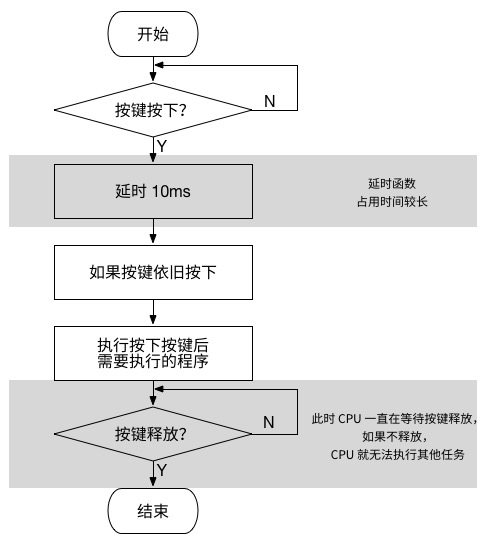 开始
按键按下？
N
Y
延时 10ms
延时函数
占用时间较长
如果按键依旧按下
执行按下按键后
需要执行的程序
按键释放？
N
此时 CPU 一直在等待按键释放，
如果不释放，
CPU 就无法执行其他任务
Y
结束